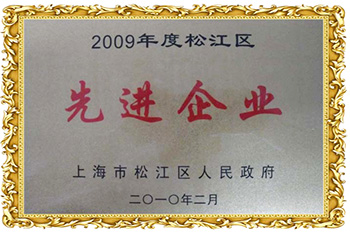 2009年度松江区
先进企业
上海市松江区人民政府
二〇一〇年二月